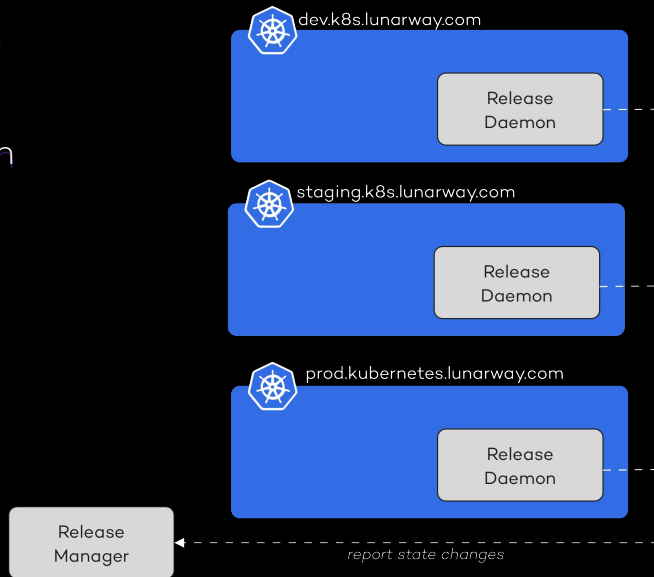 dev.k8s.lunarway.com
Release
Daemon
staging.k8s.lunarway.com
Release
Daemon
prod.kubernetes.lunarway.com
Release
Daemon
Release
Manager
report state changes